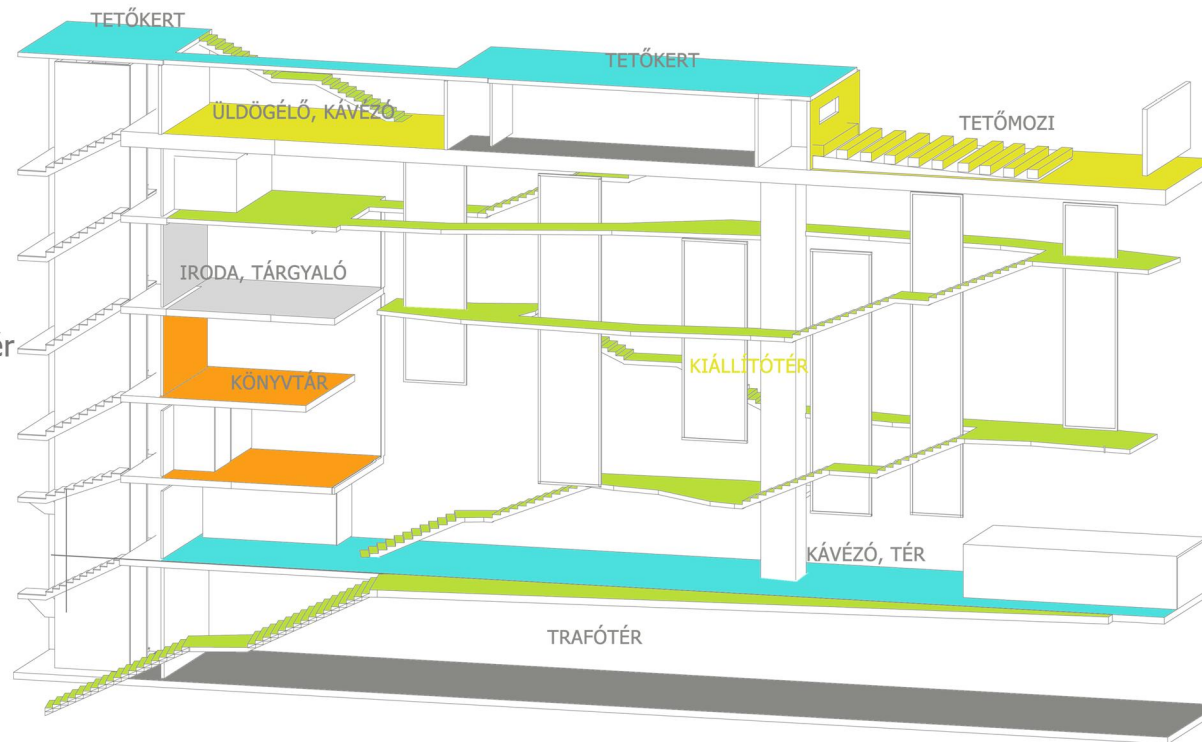 TETŐKERT
TETŐKERT
ÜLDÖGÉLŐ, KÁVÉZÓ
TETŐMOZI
IRODA, TÁRGYALÓ
KIÁLLÍTÓTÉR
KÖNYVTÁR
KÁVÉZÓ, TÉR
TRAFÓTÉR